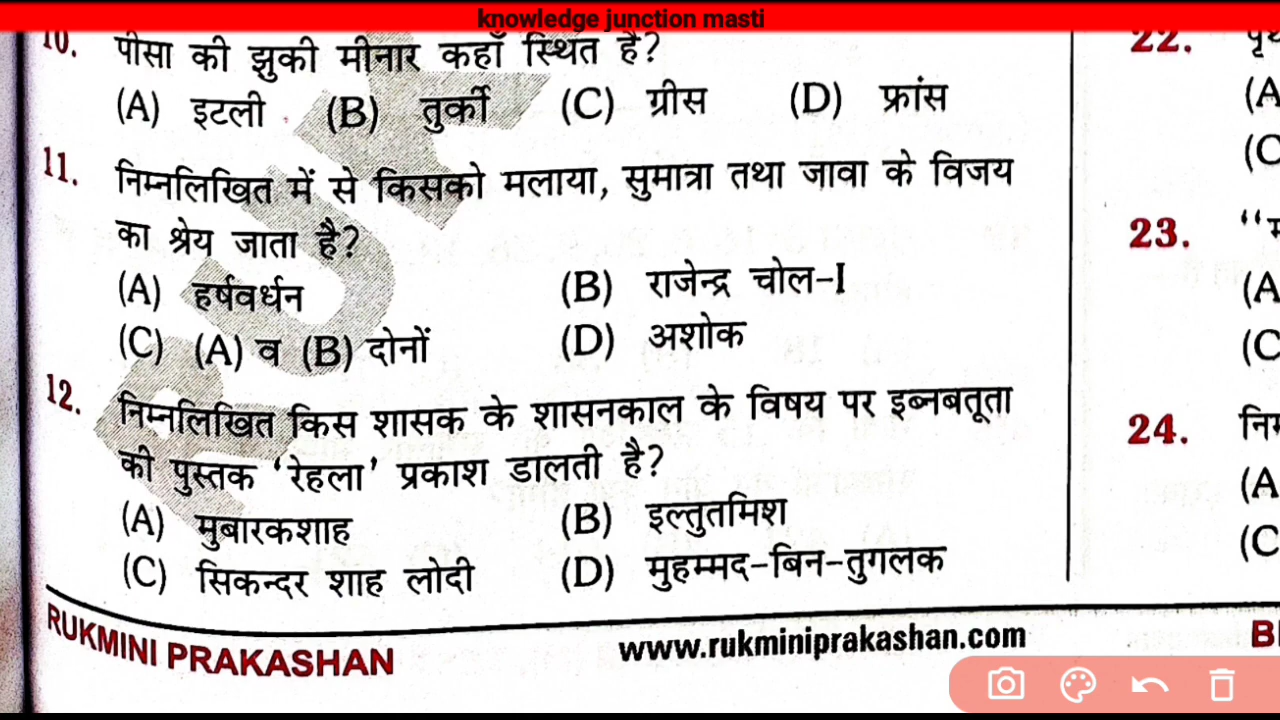 knowledge junction masti
10. पीसा की झुकी मीनार कहाँ स्थित है?
(A) इटली (B) तुर्की (C) ग्रीस (D) फ्रांस
11. निम्नलिखित में से किसको मलाया, सुमात्रा तथा जावा के विजय
का श्रेय जाता है?
(A) हर्षवर्धन (B) राजेन्द्र चोल-I
(C) (A) व (B) दोनों (D) अशोक
12. निम्नलिखित किस शासक के शासनकाल के विषय पर इब्नबतूता
की पुस्तक ‘रेहला’ प्रकाश डालती है?
(A) मुबारकशाह (B) इल्तुतमिश
(C) सिकन्दर शाह लोदी (D) मुहम्मद-बिन-तुगलक
RUKMINI PRAKASHAN www.rukminiprakashan.com
22.
(A
(C
23.
(A
(C
24.
(A
(C